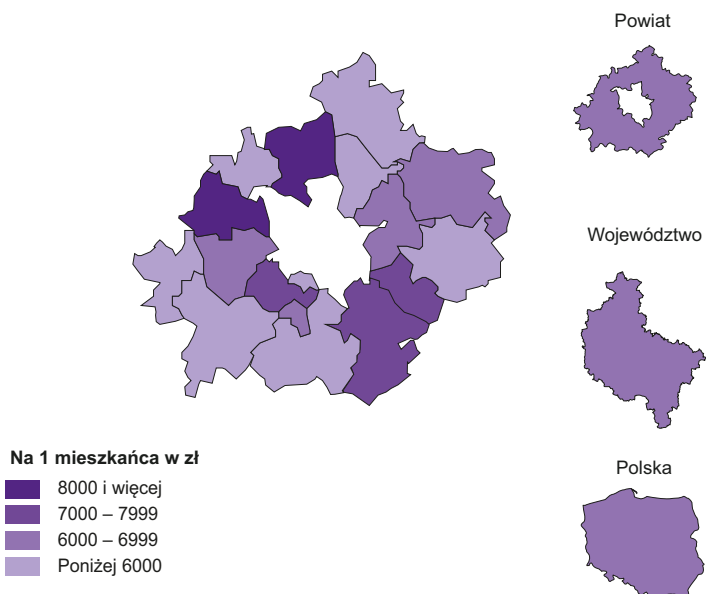 Powiat
Województwo
Polska
Na 1 mieszkańca w zł
8000 i więcej
7000 – 7999
6000 – 6999
Poniżej 6000